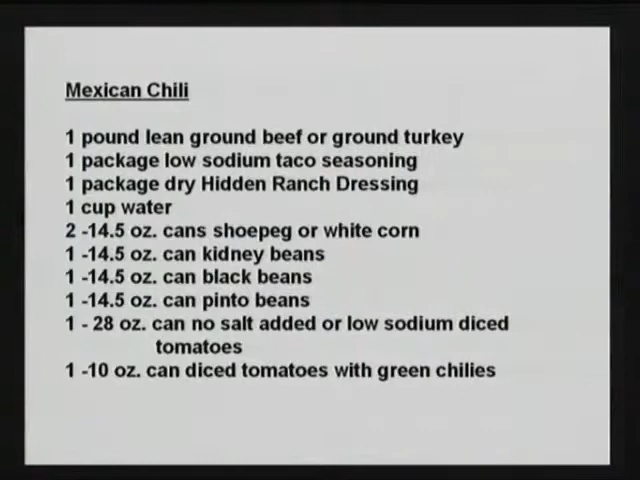 Mexican Chili
1 pound lean ground beef or ground turkey
1 package low sodium taco seasoning
1 package dry Hidden Ranch Dressing
1 cup water
2 -14.5 oz. cans shoepeg or white corn
1 -14.5 oz. can kidney beans
1 -14.5 oz. can black beans
1 -14.5 oz. can pinto beans
1 - 28 oz. can no salt added or low sodium diced
tomatoes
1 -10 oz. can diced tomatoes with green chilies